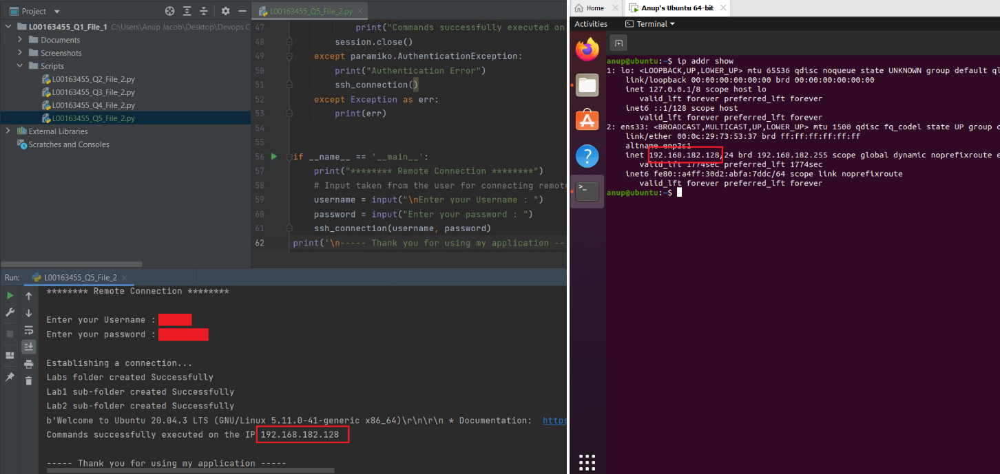 Project
L00163455_Q1_File_1 C:\Users\Anup Jacob\Desktop\Devops C
Documents
Screenshots
Scripts
L00163455_Q2_File_2.py
L00163455_Q3_File_2.py
L00163455_Q4_File_2.py
L00163455_Q5_File_2.py
External Libraries
Scratches and Consoles
L00163455_Q5_File_2.py
47 print("Commands successfully executed on
48 session.close()
49 except paramiko.AuthenticationException:
50 print("Authentication Error")
51 ssh_connection()
52 except Exception as err:
53 print(err)
54
55
56 if __name__ == '__main__':
57 print("******** Remote Connection ********")
58 # Input taken from the user for connecting remote
59 username = input("\nEnter your Username : ")
60 password = input("Enter your password : ")
61 ssh_connection(username, password)
62 print('\n----- Thank you for using my application --
Run: L00163455_Q5_File_2
******** Remote Connection ********
Enter your Username :
Enter your password :
Establishing a connection...
Labs folder created Successfully
Lab1 sub-folder created Successfully
Lab2 sub-folder created Successfully
b'Welcome to Ubuntu 20.04.3 LTS (GNU/Linux 5.11.0-41-generic x86_64)\r\n\r\n * Documentation: https
Commands successfully executed on the IP 192.168.182.128
----- Thank you for using my application -----
Home Anup's Ubuntu 64-bit
Activities Terminal
anup@ubuntu:~$ ip addr show
1: lo: <LOOPBACK,UP,LOWER_UP> mtu 65536 qdisc noqueue state UNKNOWN group default ql
link/loopback 00:00:00:00:00:00 brd 00:00:00:00:00:00
inet 127.0.0.1/8 scope host lo
valid_lft forever preferred_lft forever
inet6 ::1/128 scope host
valid_lft forever preferred_lft forever
2: ens33: <BROADCAST,MULTICAST,UP,LOWER_UP> mtu 1500 qdisc fq_codel state UP group d
link/ether 00:0c:29:73:53:37 brd ff:ff:ff:ff:ff:ff
altname enp2s1
inet 192.168.182.128/24 brd 192.168.182.255 scope global dynamic noprefixroute e
valid_lft 1774sec preferred_lft 1774sec
inet6 fe80::a4ff:30d2:abfa:7ddc/64 scope link noprefixroute
valid_lft forever preferred_lft forever
anup@ubuntu:~$